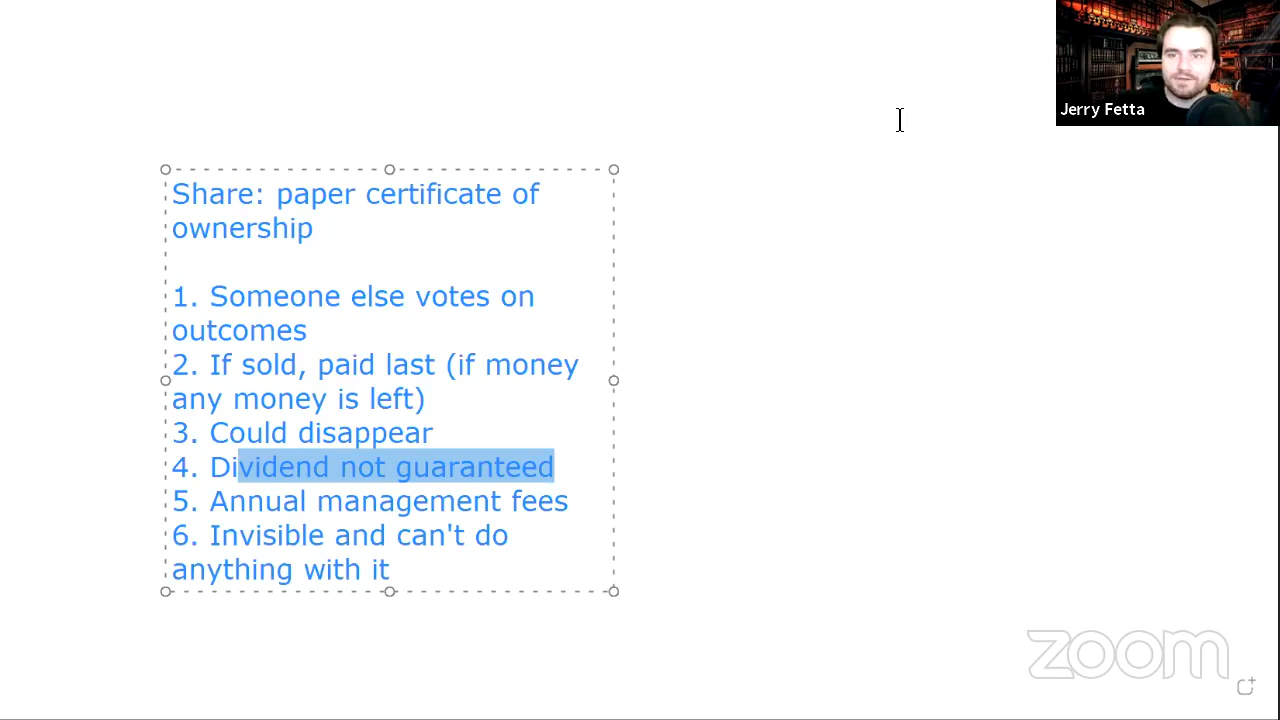 Jerry Fetta
Share: paper certificate of
ownership
1. Someone else votes on
outcomes
2. If sold, paid last (if money
any money is left)
3. Could disappear
4. Dividend not guaranteed
5. Annual management fees
6. Invisible and can't do
anything with it
zoom